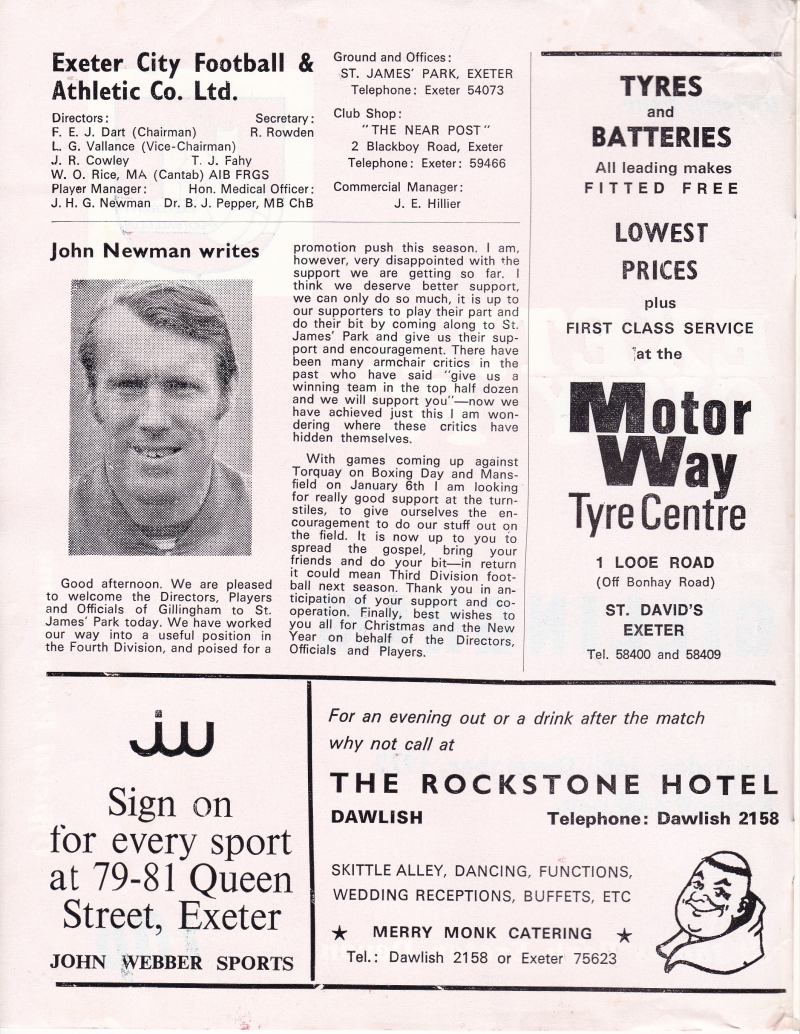 Exeter City Football &
Athletic Co. Ltd.
Directors: Secretary:
F. E. J. Dart (Chairman) R. Rowden
L. G. Vallance (Vice-Chairman)
J. R. Cowley T. J. Fahy
W. O. Rice, MA (Cantab) AIB FRGS
Player Manager: Hon. Medical Officer:
J. H. G. Newman Dr. B. J. Pepper, MB ChB
Ground and Offices:
ST. JAMES' PARK, EXETER
Telephone: Exeter 54073
Club Shop:
"THE NEAR POST"
2 Blackboy Road, Exeter
Telephone: Exeter: 59466
Commercial Manager:
J. E. Hillier
John Newman writes
Good afternoon. We are pleased
to welcome the Directors, Players
and Officials of Gillingham to St.
James' Park today. We have worked
our way into a useful position in
the Fourth Division, and poised for a
promotion push this season. I am,
however, very disappointed with the
support we are getting so far. I
think we deserve better support,
we can only do so much, it is up to
our supporters to play their part and
do their bit by coming along to St.
James' Park and give us their sup-
port and encouragement. There have
been many armchair critics in the
past who have said "give us a
winning team in the top half dozen
and we will support you"—now we
have achieved just this I am won-
dering where these critics have
hidden themselves.
With games coming up against
Torquay on Boxing Day and Mans-
field on January 6th I am looking
for really good support at the turn-
stiles, to give ourselves the en-
couragement to do our stuff out on
the field. It is now up to you to
spread the gospel, bring your
friends and do your bit—in return
it could mean Third Division foot-
ball next season. Thank you in an-
ticipation of your support and co-
operation. Finally, best wishes to
you all for Christmas and the New
Year on behalf of the Directors,
Officials and Players.
TYRES
and
BATTERIES
All leading makes
FITTED FREE
LOWEST
PRICES
plus
FIRST CLASS SERVICE
at the
Motor
Way
Tyre Centre
1 LOOE ROAD
(Off Bonhay Road)
ST. DAVID'S
EXETER
Tel. 58400 and 58409
jw
Sign on
for every sport
at 79-81 Queen
Street, Exeter
JOHN WEBBER SPORTS
For an evening out or a drink after the match
why not call at
THE ROCKSTONE HOTEL
DAWLISH Telephone: Dawlish 2158
SKITTLE ALLEY, DANCING, FUNCTIONS,
WEDDING RECEPTIONS, BUFFETS, ETC
★ MERRY MONK CATERING ★
Tel.: Dawlish 2158 or Exeter 75623